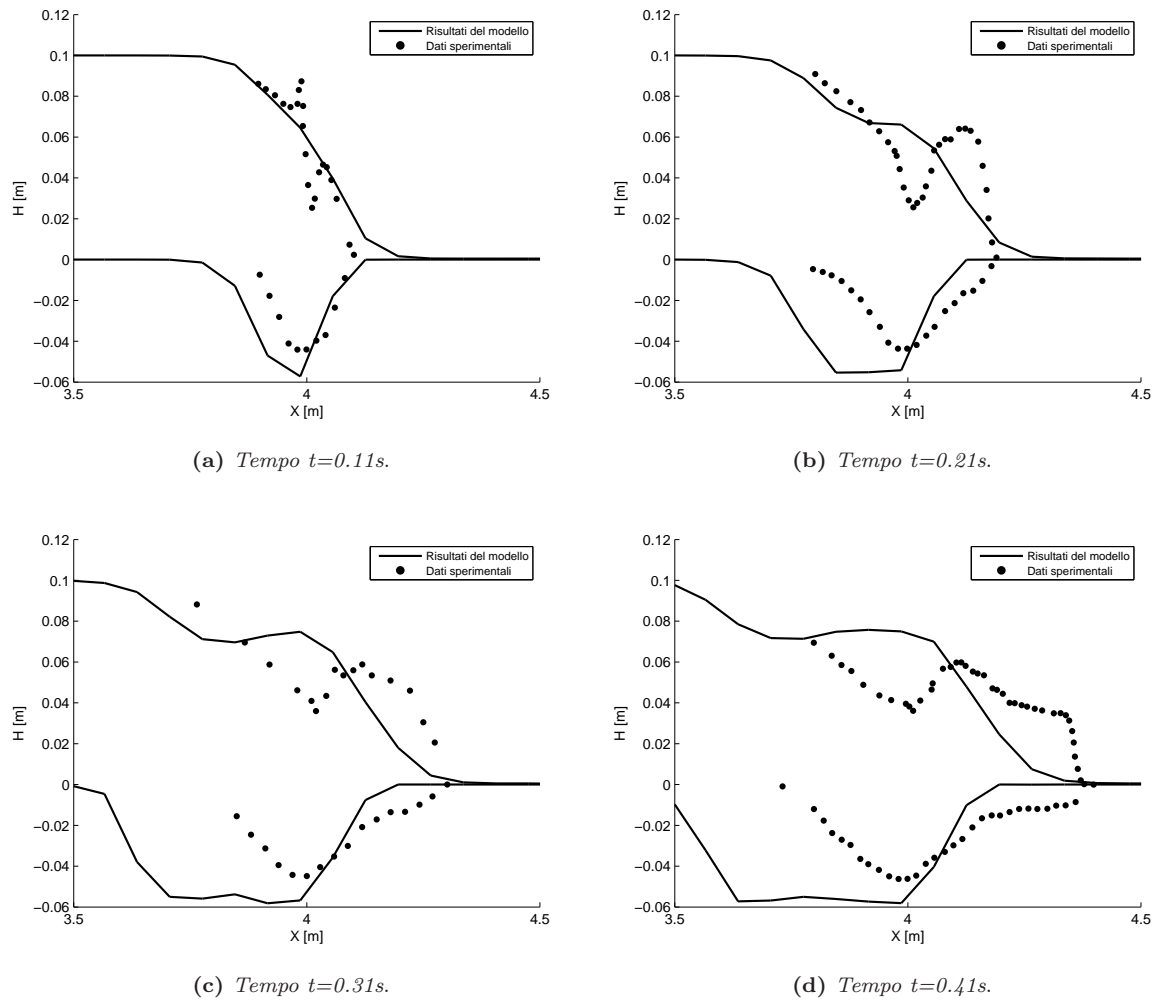 0.12
0.1
0.08
0.06
0.04
0.02
0
−0.02
−0.04
−0.06
H [m]
3.5 4 4.5
X [m]
Risultati del modello
Dati sperimentali
(a) Tempo t=0.11s.
0.12
0.1
0.08
0.06
0.04
0.02
0
−0.02
−0.04
−0.06
H [m]
3.5 4 4.5
X [m]
Risultati del modello
Dati sperimentali
(b) Tempo t=0.21s.
0.12
0.1
0.08
0.06
0.04
0.02
0
−0.02
−0.04
−0.06
H [m]
3.5 4 4.5
X [m]
Risultati del modello
Dati sperimentali
(c) Tempo t=0.31s.
0.12
0.1
0.08
0.06
0.04
0.02
0
−0.02
−0.04
−0.06
H [m]
3.5 4 4.5
X [m]
Risultati del modello
Dati sperimentali
(d) Tempo t=0.41s.